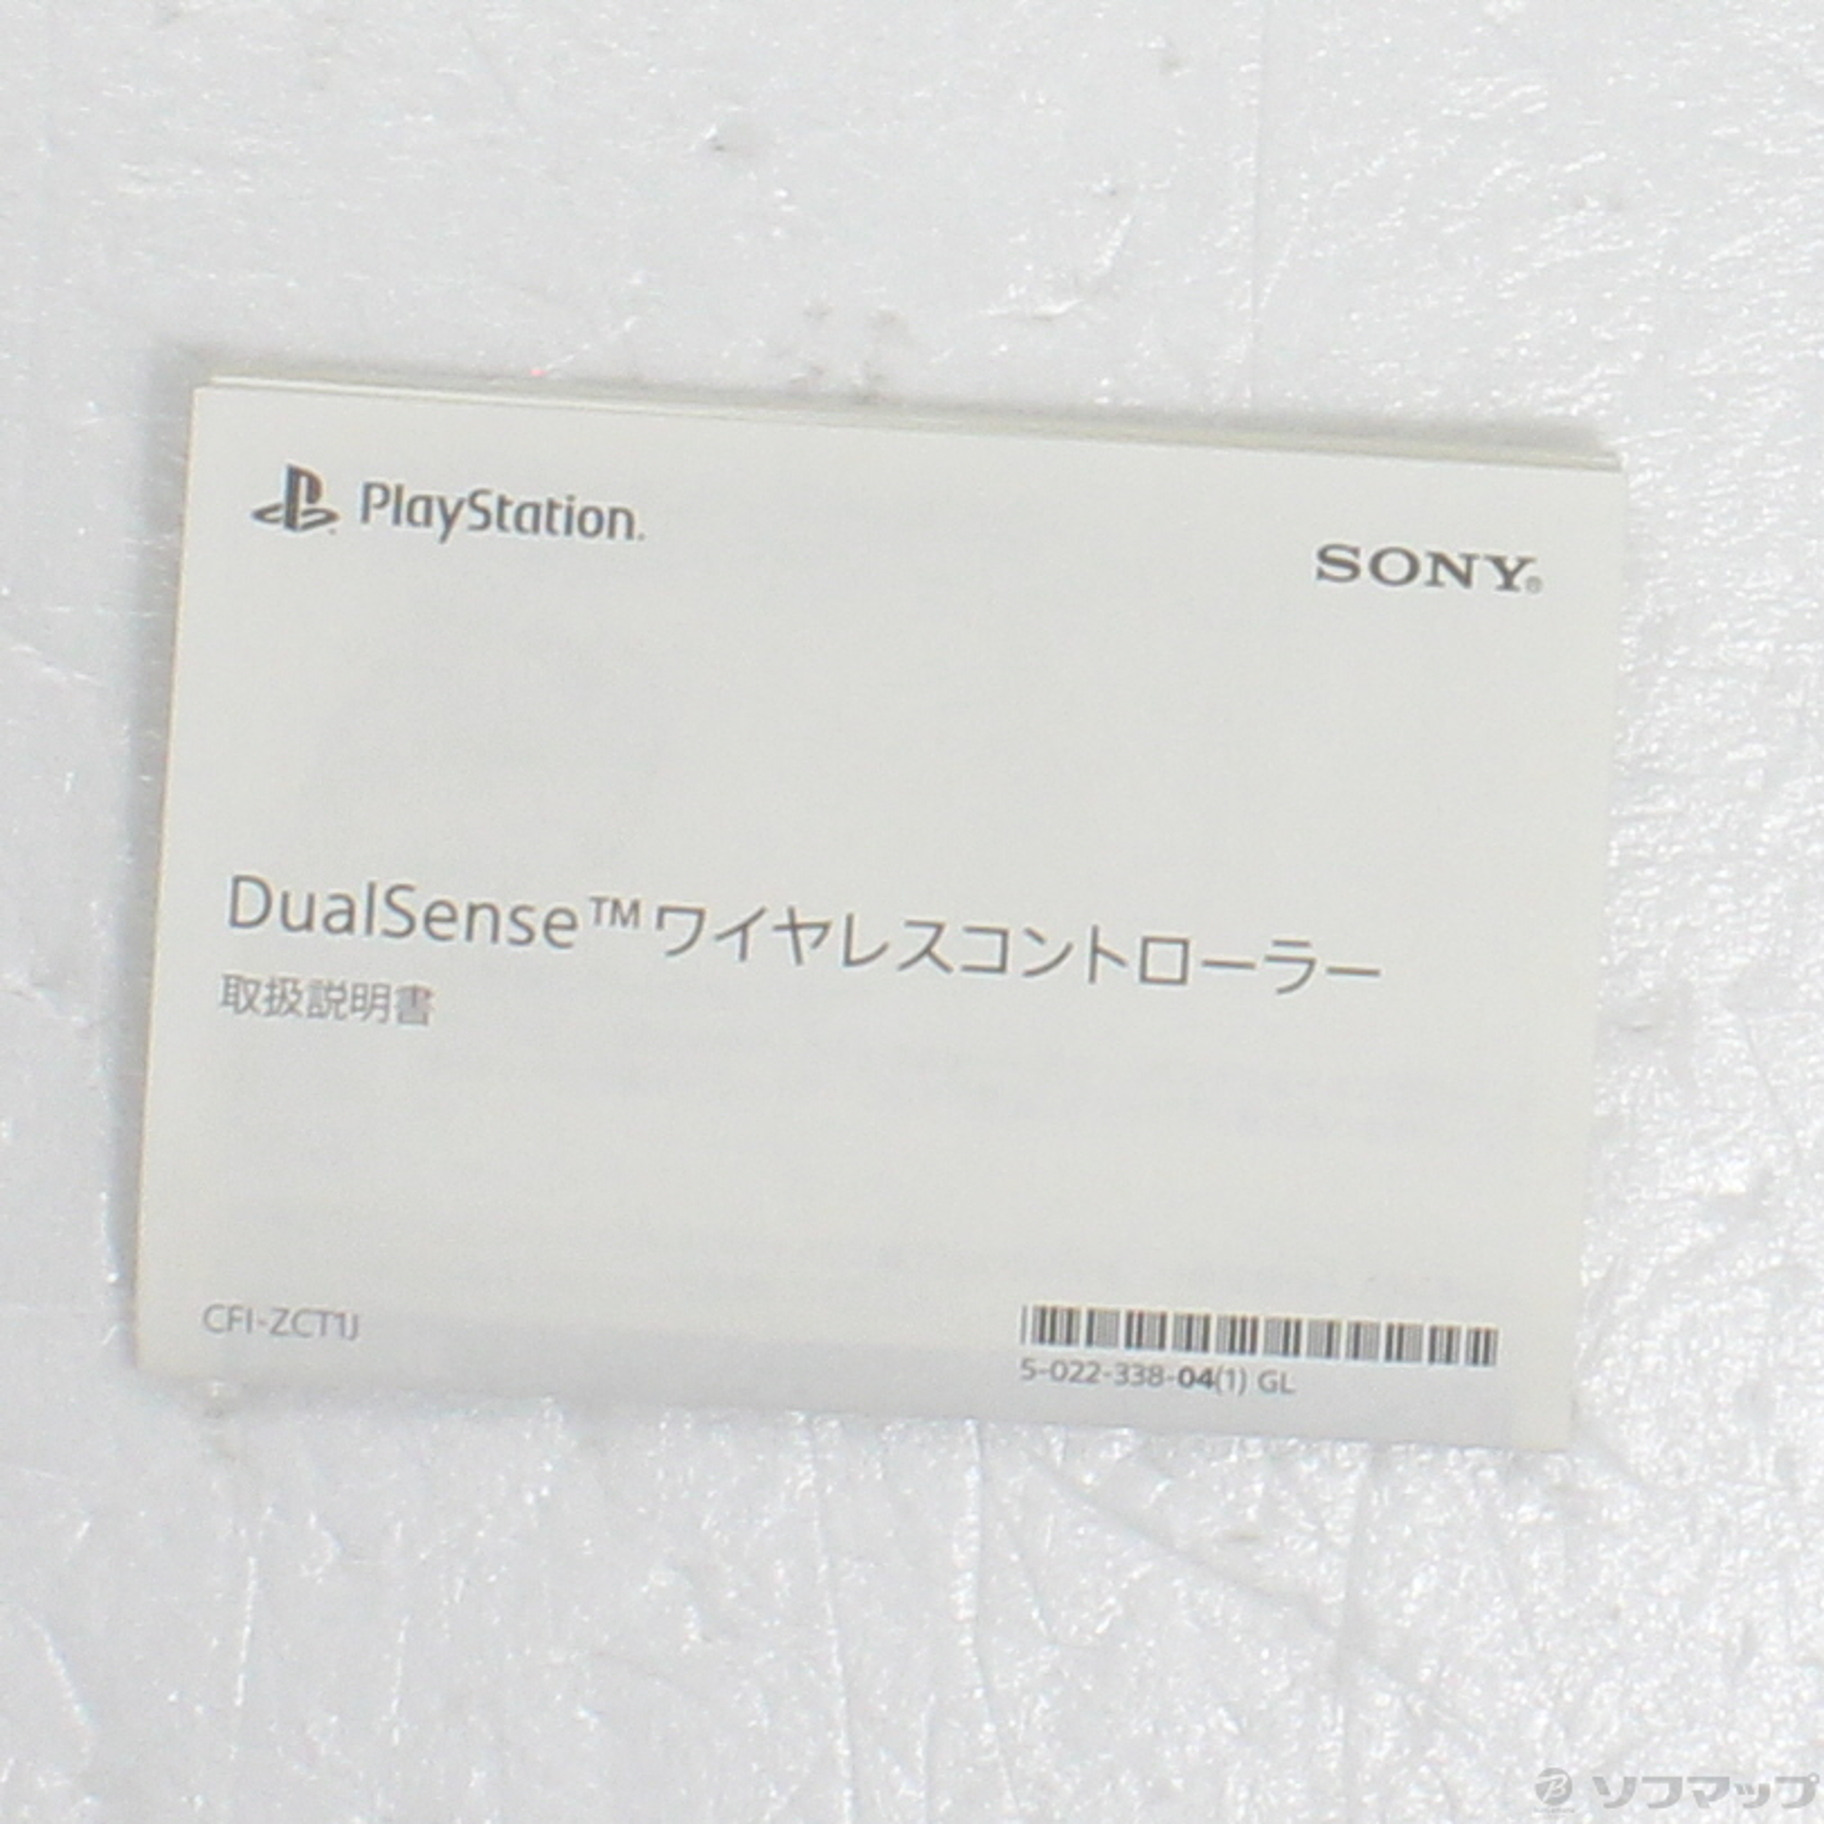 PlayStation®
SONY®
DualSense™ワイヤレスコントローラー
取扱説明書
CFI-ZCT1J
5-022-338-04(1) GL
ソフマップ